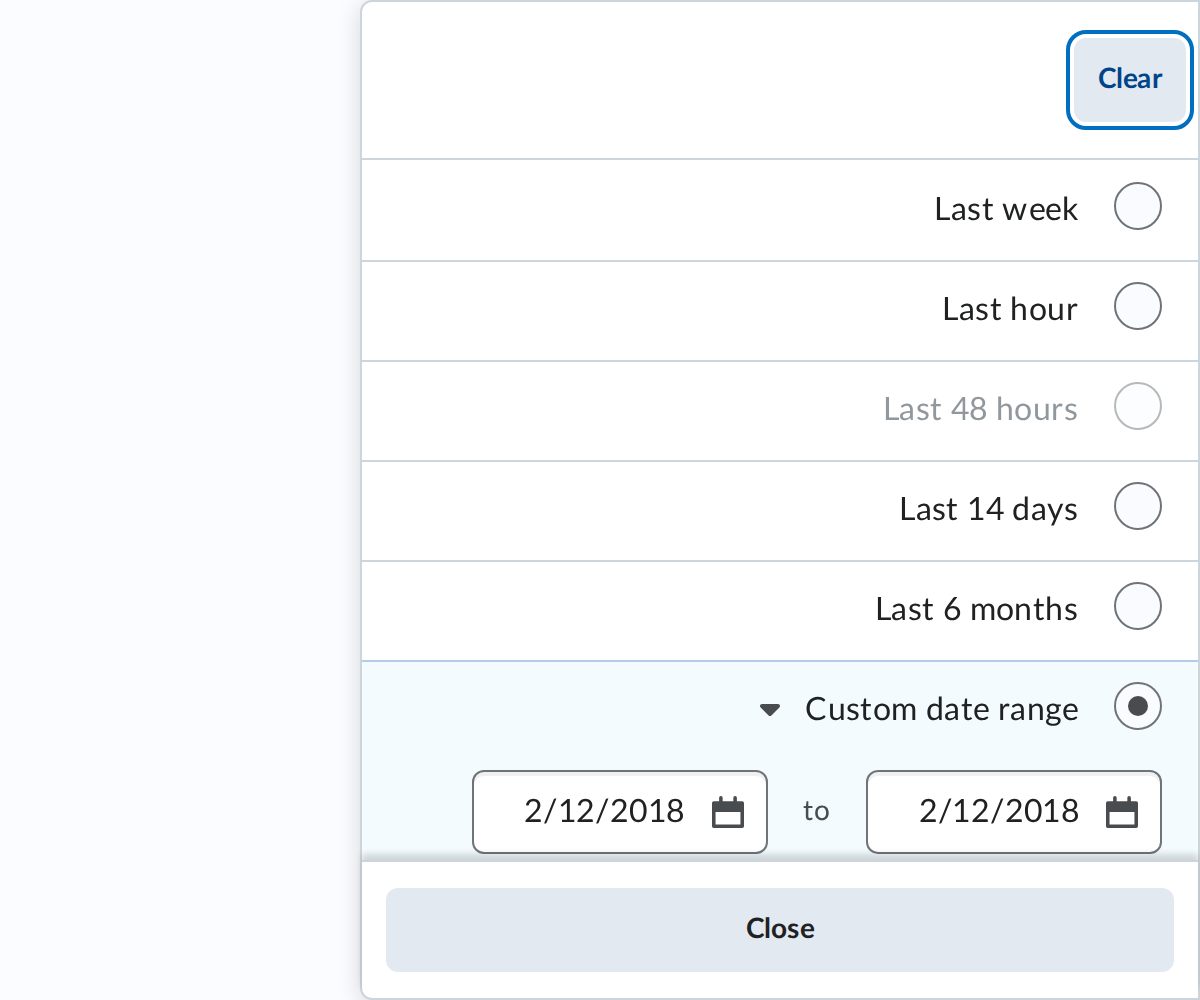 Clear
Last week
Last hour
Last 48 hours
Last 14 days
Last 6 months
Custom date range
2/12/2018 to 2/12/2018
Close